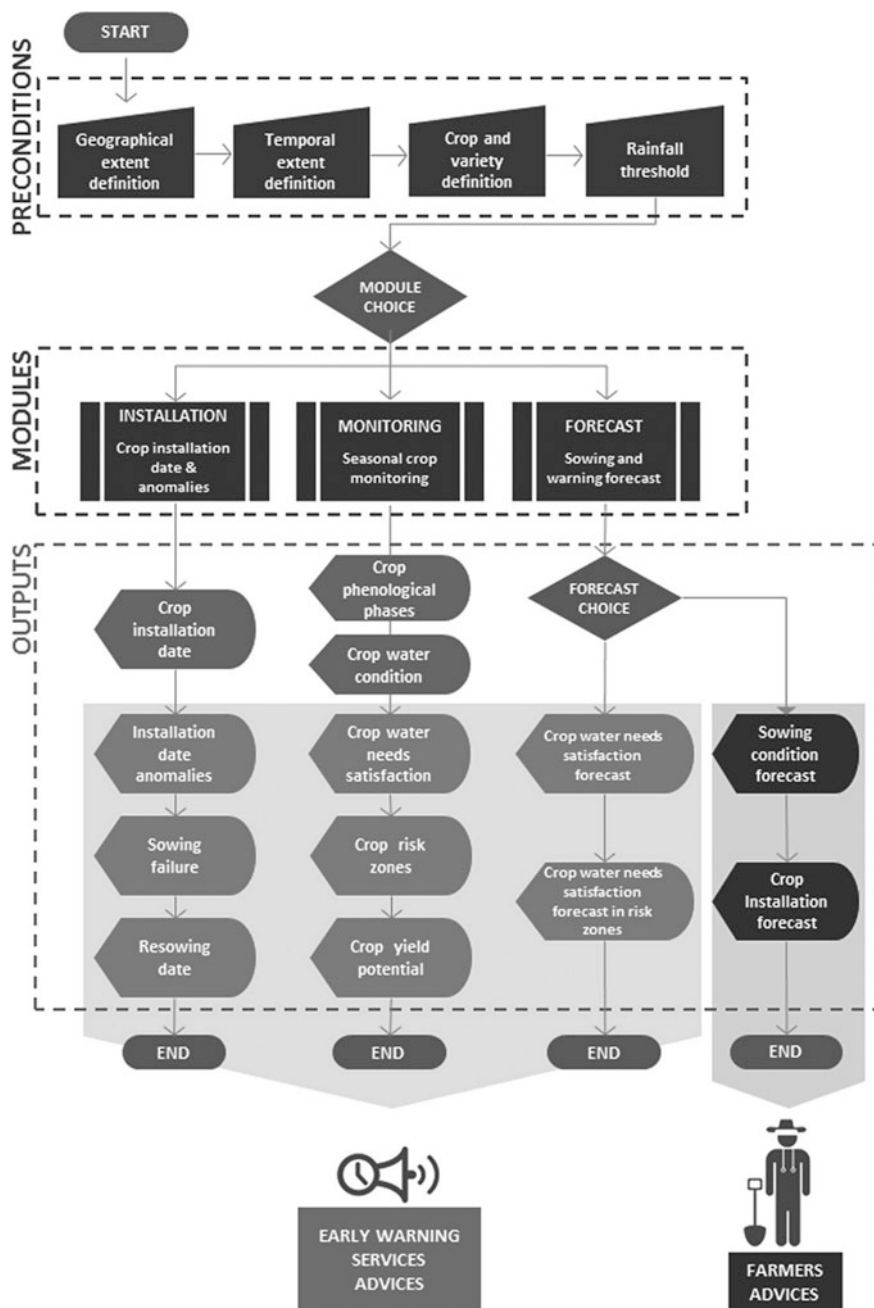 START
PRECONDITIONS
Geographical
extent
definition
Temporal
extent
definition
Crop and
variety
definition
Rainfall
threshold
MODULE
CHOICE
MODULES
INSTALLATION
Crop installation
date &
anomalies
MONITORING
Seasonal crop
monitoring
FORECAST
Sowing and
warning forecast
OUTPUTS
Crop
installation
date
Installation
date
anomalies
Sowing
failure
Resowing
date
END
Crop
phenological
phases
Crop water
condition
Crop water
needs
satisfaction
Crop risk
zones
Crop yield
potential
END
FORECAST
CHOICE
Crop water needs
satisfaction
forecast
Crop water needs
satisfaction
forecast in risk
zones
END
Sowing
condition
forecast
Crop
Installation
forecast
END
EARLY WARNING
SERVICES
ADVICES
FARMERS
ADVICES